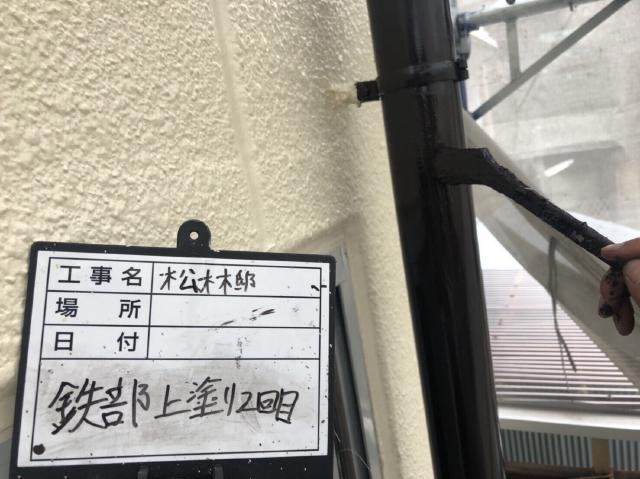 工事名 松林邸
場所
日付
鉄部上塗り2回目